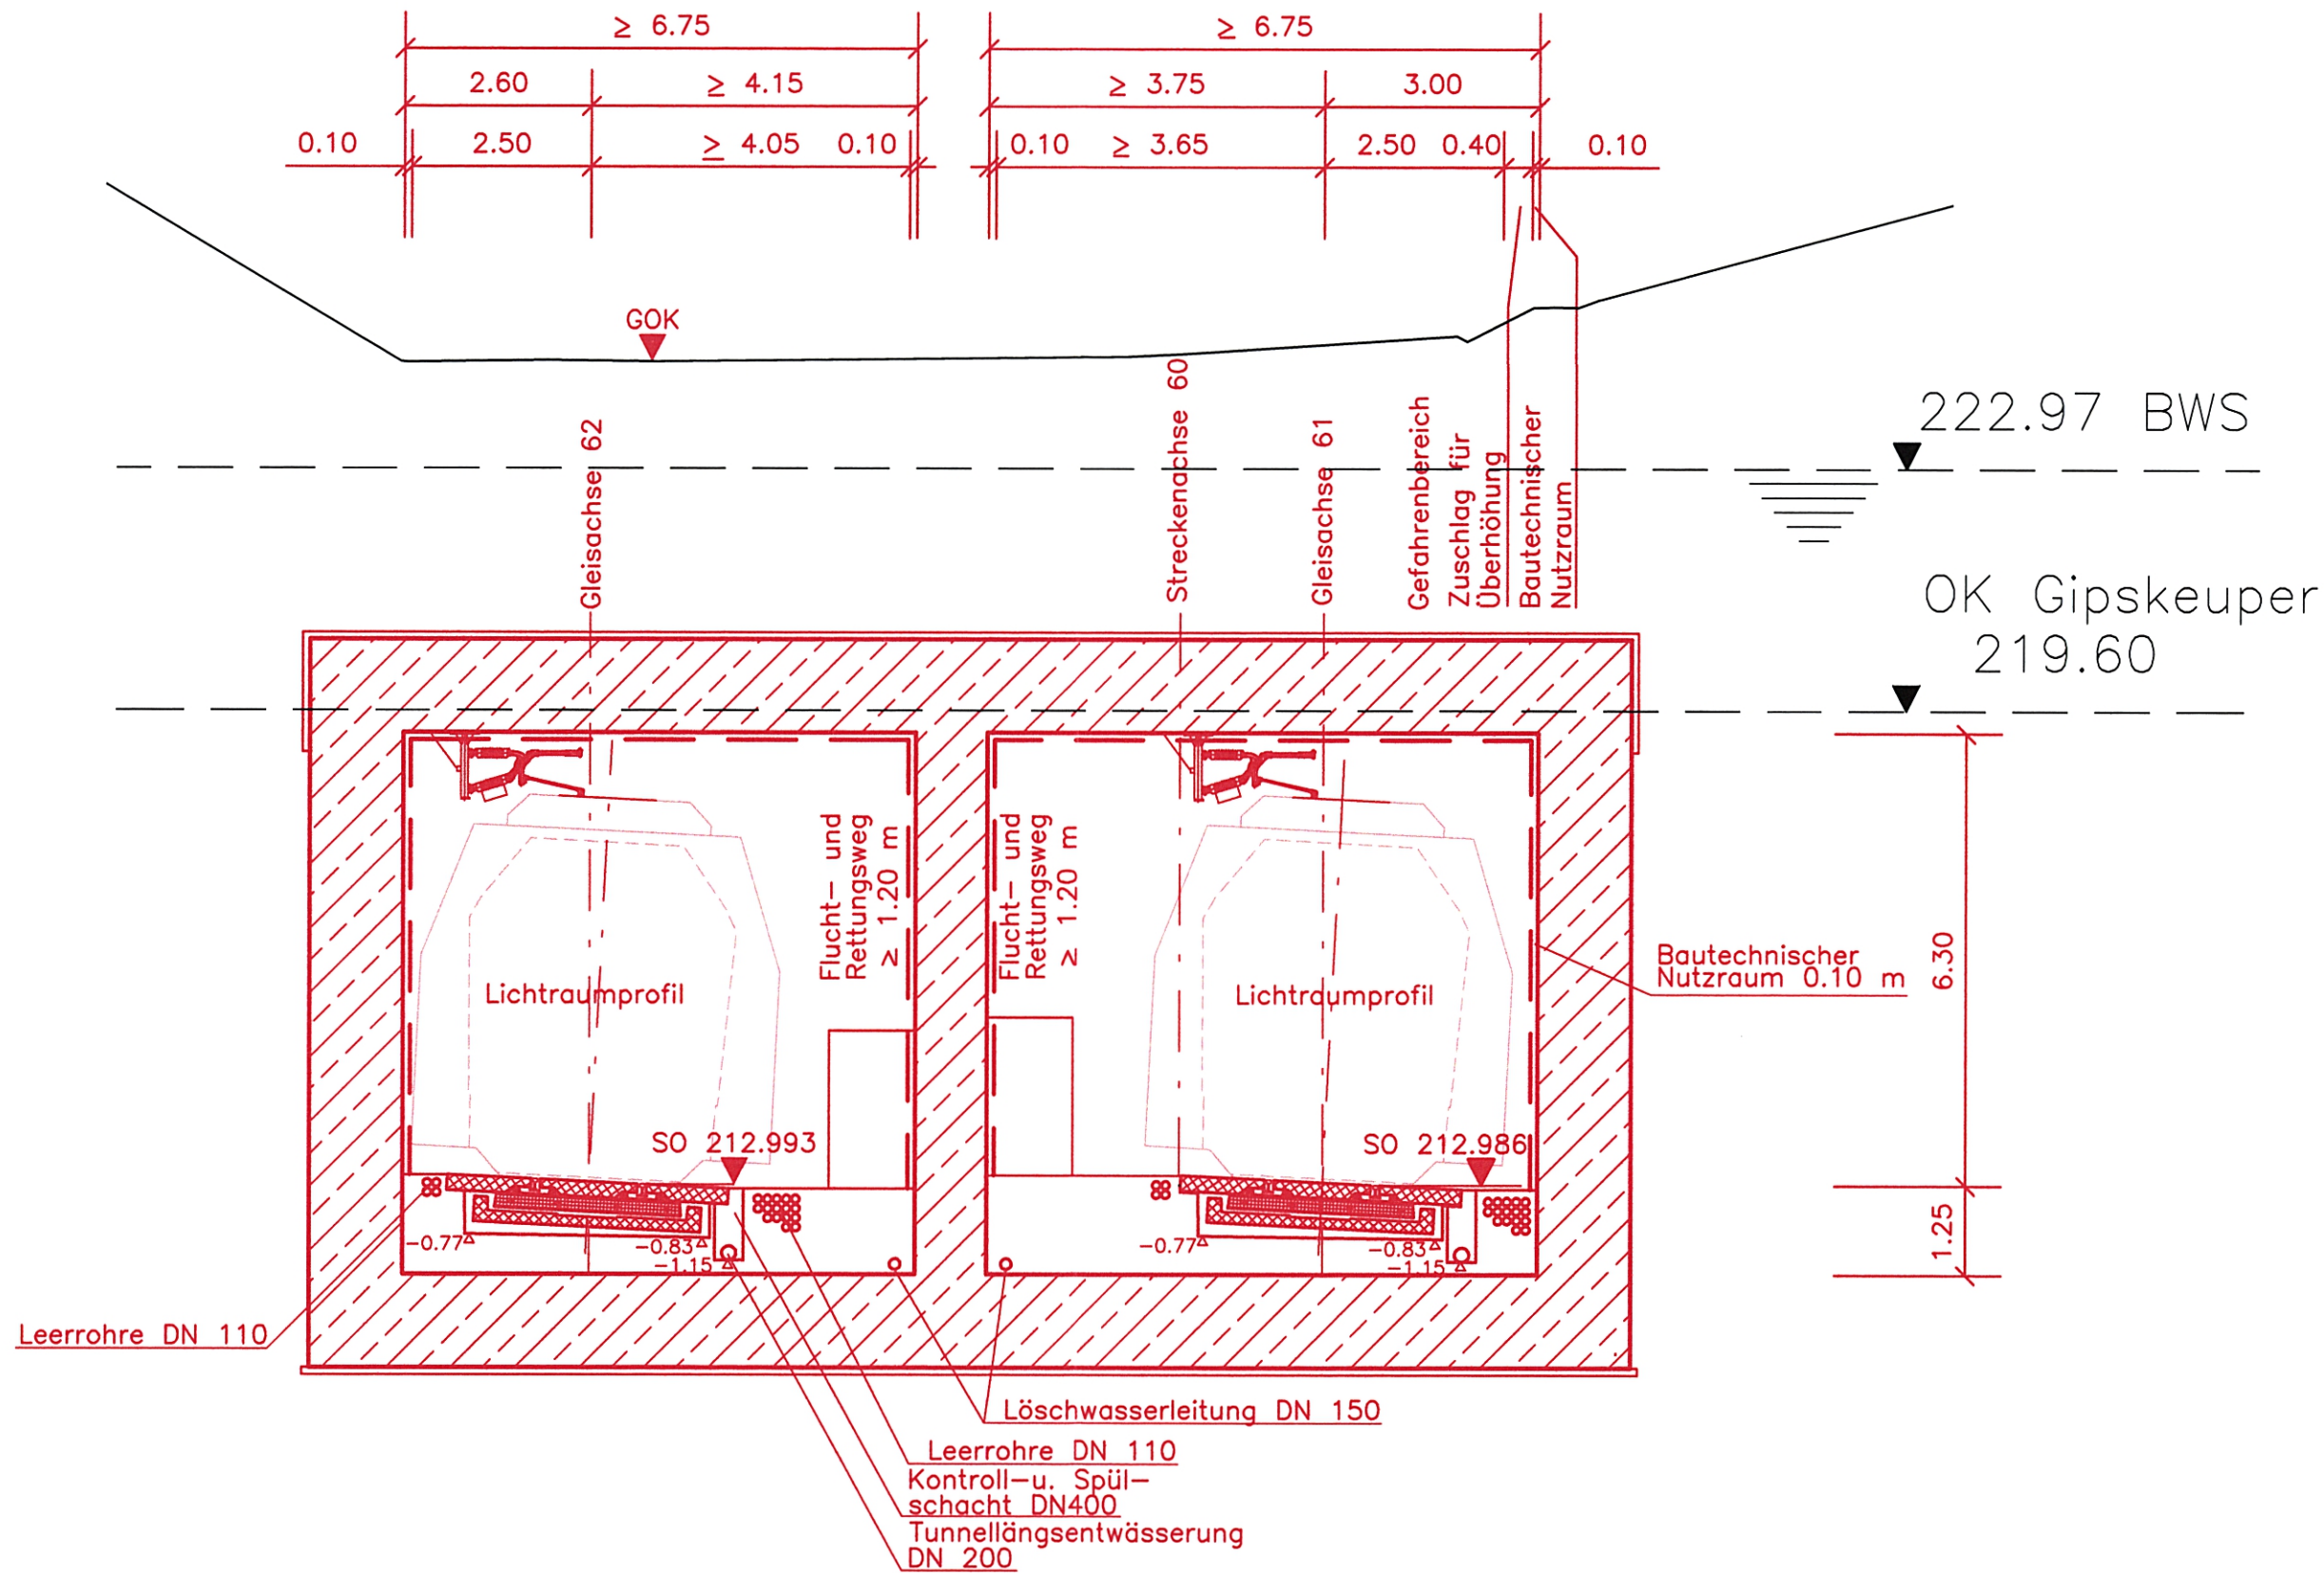 ≥ 6.75
≥ 6.75
2.60
≥ 4.15
≥ 3.75
3.00
0.10
2.50
≥ 4.05
0.10
0.10
≥ 3.65
2.50
0.40
0.10
GOK
222.97 BWS
OK Gipskeuper
219.60
Gleisachse 62
Streckenachse 60
Gleisachse 61
Gefahrenbereich
Zuschlag für
Überhöhung
Bautechnischer
Nutzraum
Flucht- und
Rettungsweg
≥ 1.20 m
Flucht- und
Rettungsweg
≥ 1.20 m
Lichtraumprofil
Lichtraumprofil
Bautechnischer
Nutzraum 0.10 m
6.30
1.25
SO 212.993
SO 212.986
-0.77
-0.83
-1.15
-0.77
-0.83
-1.15
Leerrohre DN 110
Löschwasserleitung DN 150
Leerrohre DN 110
Kontroll-u. Spül-
schacht DN400
Tunnellängsentwässerung
DN 200